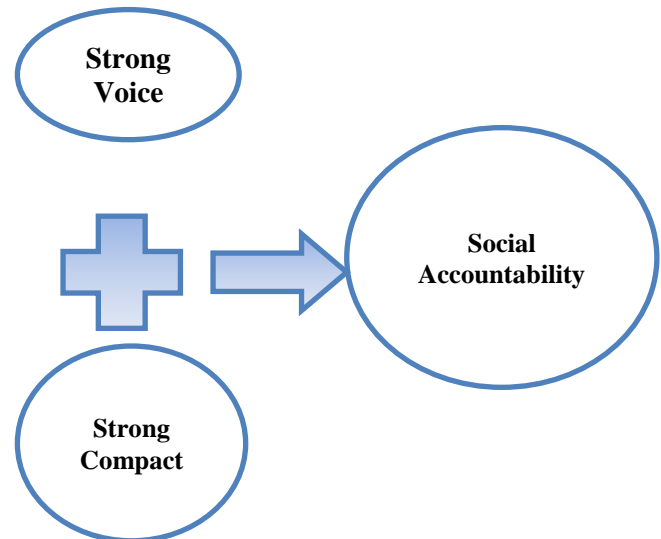 Strong
Voice
Social
Accountability
Strong
Compact